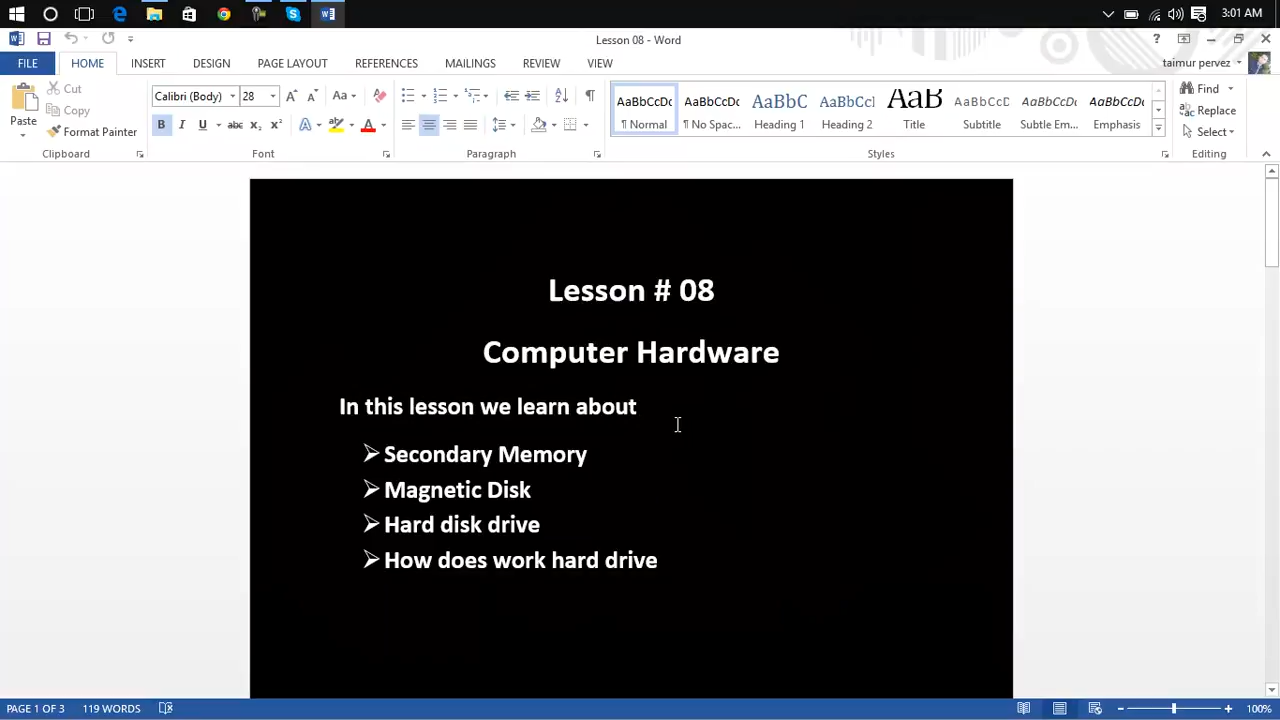 3:01 AM
Lesson 08 - Word
FILE HOME INSERT DESIGN PAGE LAYOUT REFERENCES MAILINGS REVIEW VIEW taimur pervez
Paste
Cut
Copy
Format Painter
Clipboard
Calibri (Body) 28
Font
Paragraph
AaBbCcDc AaBbCcDc AaBbC AaBbCcl AaB AaBbCcD AaBbCcDc AaBbCcDc
¶ Normal ¶ No Spac... Heading 1 Heading 2 Title Subtitle Subtle Em... Emphasis
Styles
Find
Replace
Select
Editing
Lesson # 08
Computer Hardware
In this lesson we learn about
➢ Secondary Memory
➢ Magnetic Disk
➢ Hard disk drive
➢ How does work hard drive
PAGE 1 OF 3 119 WORDS 100%